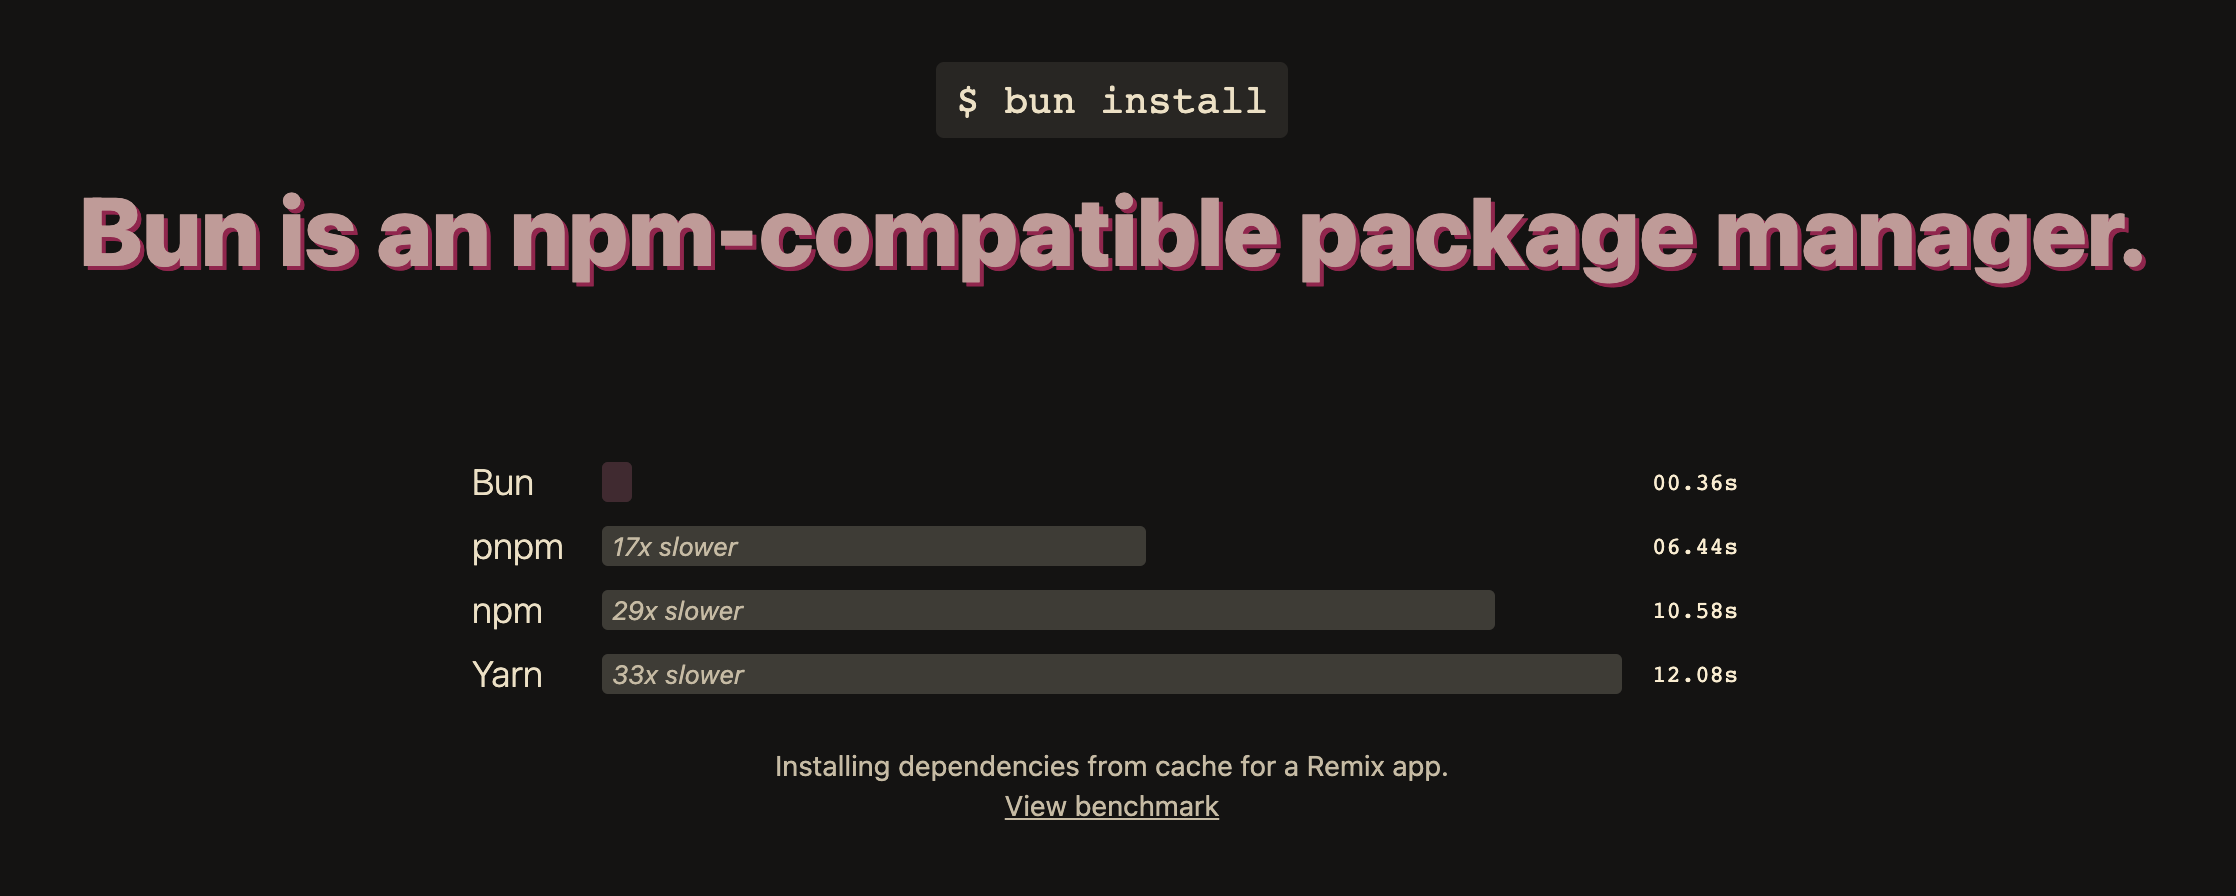 $ bun install
Bun is an npm-compatible package manager.
Bun 00.36s
pnpm 17x slower 06.44s
npm 29x slower 10.58s
Yarn 33x slower 12.08s
Installing dependencies from cache for a Remix app.
View benchmark